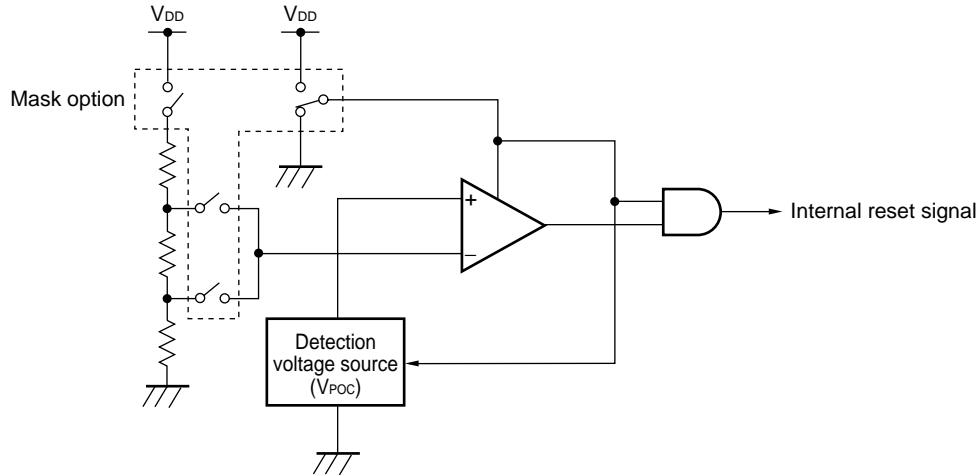 VDD
VDD
Mask option
+
−
Internal reset signal
Detection
voltage source
(VPOC)